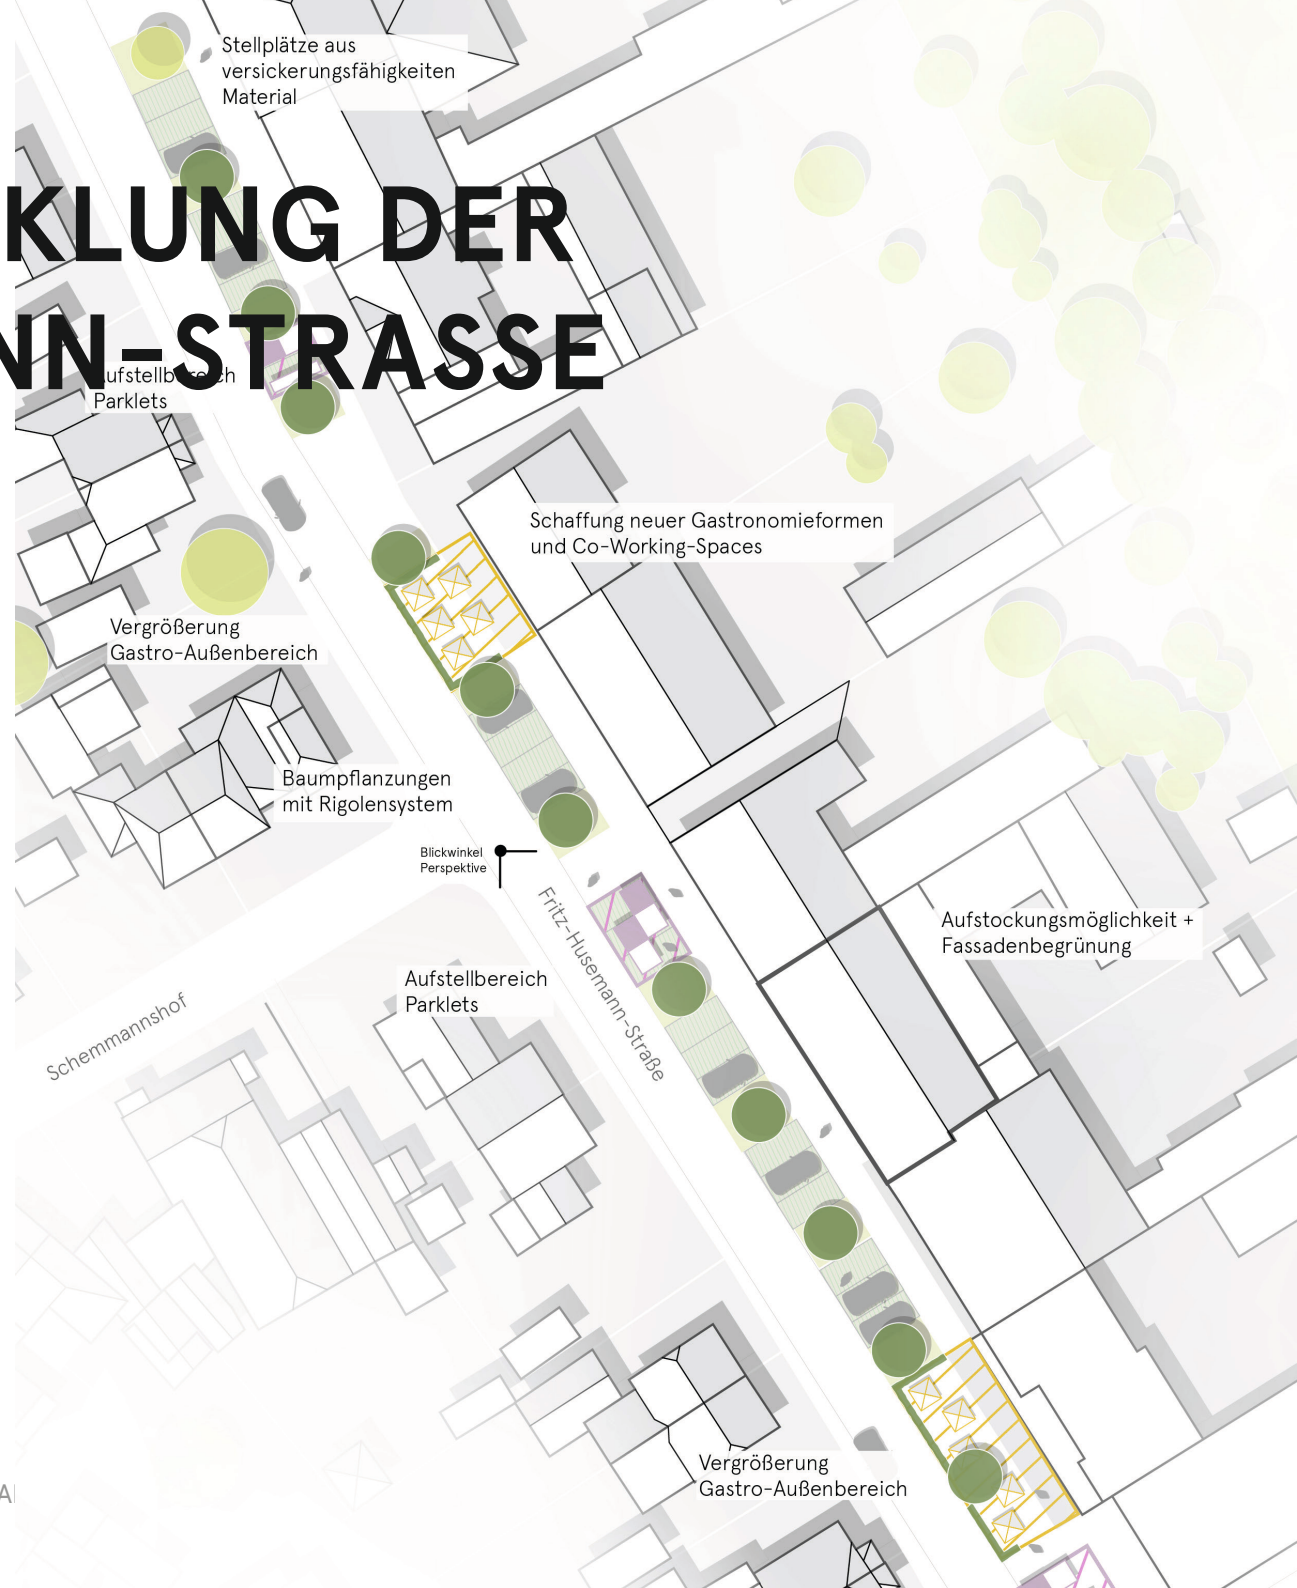 Stellplätze aus
versickerungsfähigkeiten
Material
KLUNG DER
NN-STRASSE
Aufstellbereich
Parklets
Schaffung neuer Gastronomieformen
und Co-Working-Spaces
Vergrößerung
Gastro-Außenbereich
Baumpflanzungen
mit Rigolensystem
Blickwinkel
Perspektive
Fritz-Husemann-Straße
Aufstockungsmöglichkeit +
Fassadenbegrünung
Aufstellbereich
Parklets
Schemmannshof
Vergrößerung
Gastro-Außenbereich